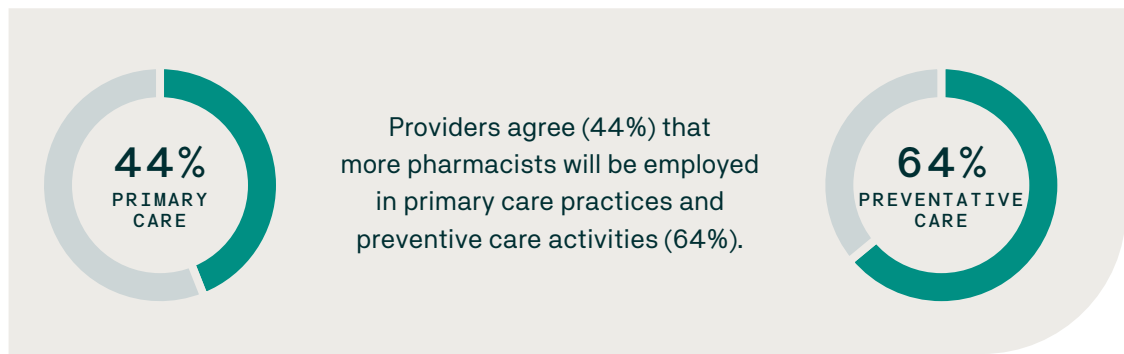 44%
PRIMARY
CARE
Providers agree (44%) that
more pharmacists will be employed
in primary care practices and
preventive care activities (64%).
64%
PREVENTATIVE
CARE